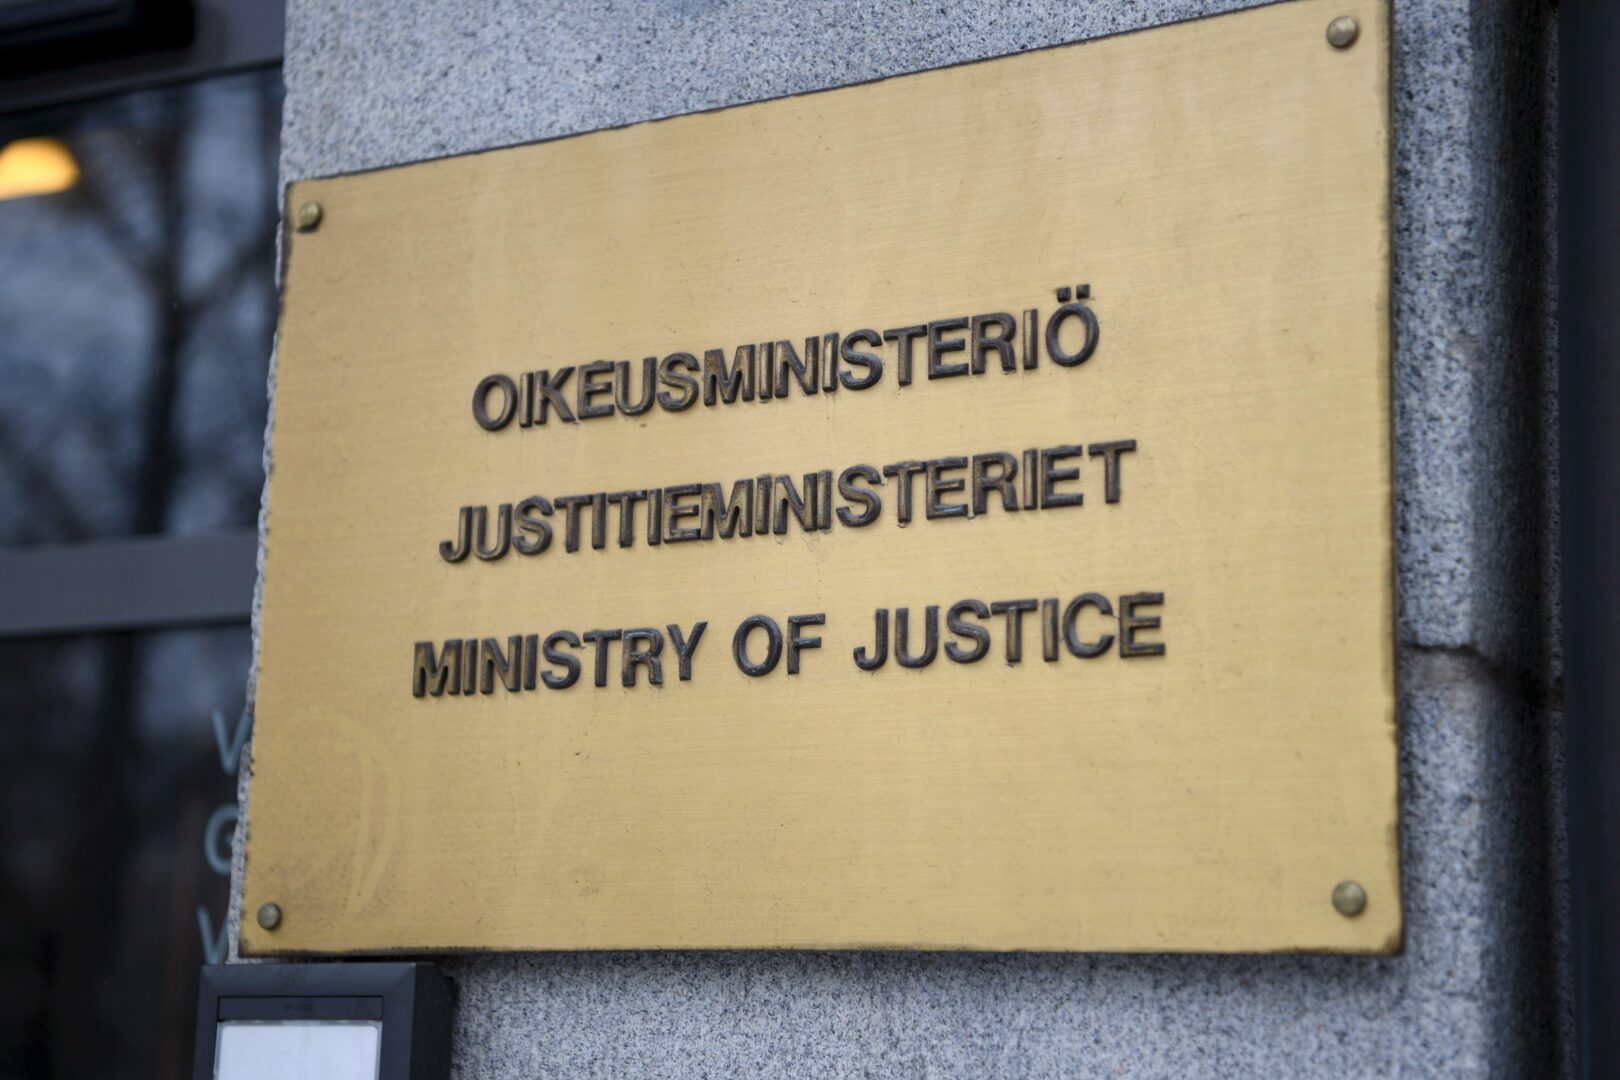 OIKEUSMINISTERIÖ
JUSTITIEMINISTERIET
MINISTRY OF JUSTICE